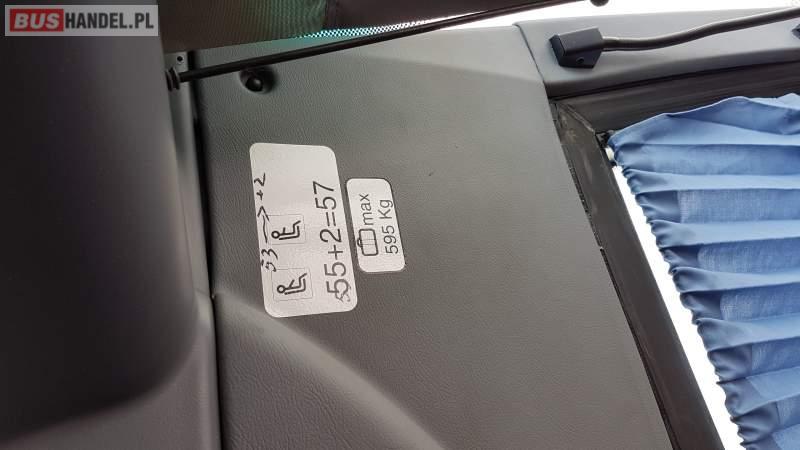 BUSHANDEL.PL
53 → +2
55+2=57
max
595 Kg